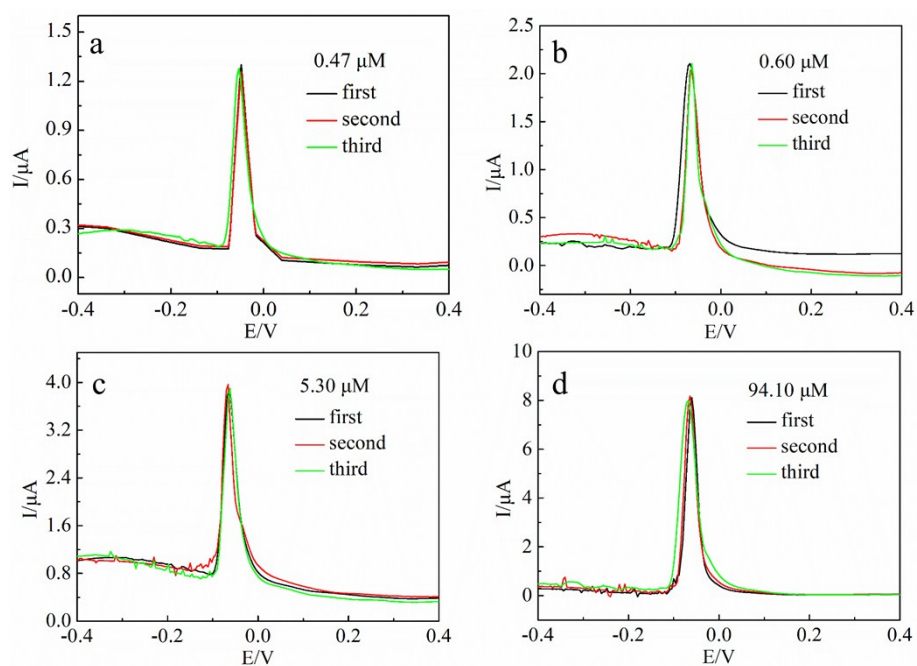 a
0.47 μM
first
second
third
1.5
1.2
0.9
0.6
0.3
0.0
I/μA
-0.4 -0.2 0.0 0.2 0.4
E/V
b
0.60 μM
first
second
third
2.5
2.0
1.5
1.0
0.5
0.0
I/μA
-0.4 -0.2 0.0 0.2 0.4
E/V
c
5.30 μM
first
second
third
4.0
3.2
2.4
1.6
0.8
0.0
I/μA
-0.4 -0.2 0.0 0.2 0.4
E/V
d
94.10 μM
first
second
third
10
8
6
4
2
0
I/μA
-0.4 -0.2 0.0 0.2 0.4
E/V